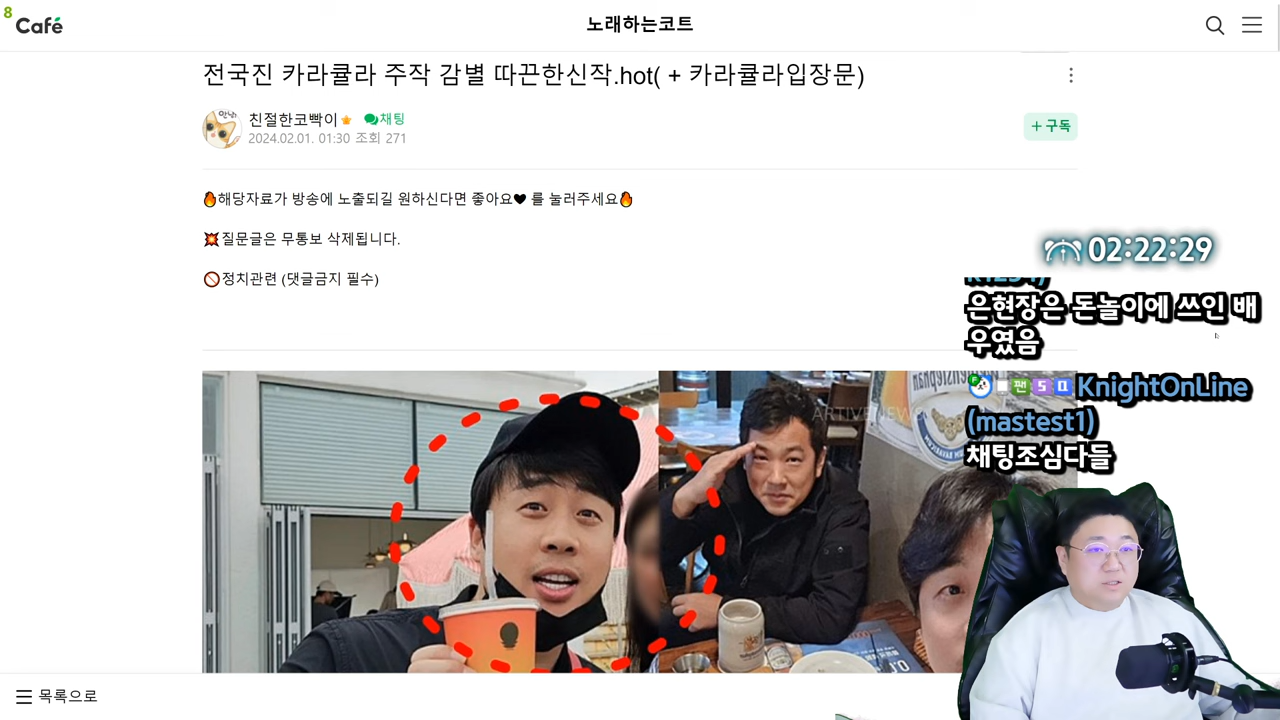 8
Café
노래하는코트
전국진 카라큘라 주작 감별 따끈한신작.hot( + 카라큘라입장문)
친절한코빡이
채팅
2024.02.01. 01:30 조회 271
+ 구독
🔥해당자료가 방송에 노출되길 원하신다면 좋아요🖤 를 눌러주세요🔥
💥질문글은 무통보 삭제됩니다.
🚫정치관련 (댓글금지 필수)
02:22:29
은현장은 돈놀이에 쓰인 배
우였음
짼 5 KnightOnLine
(mastest1)
채팅조심다들
ARTIVENEWS
목록으로